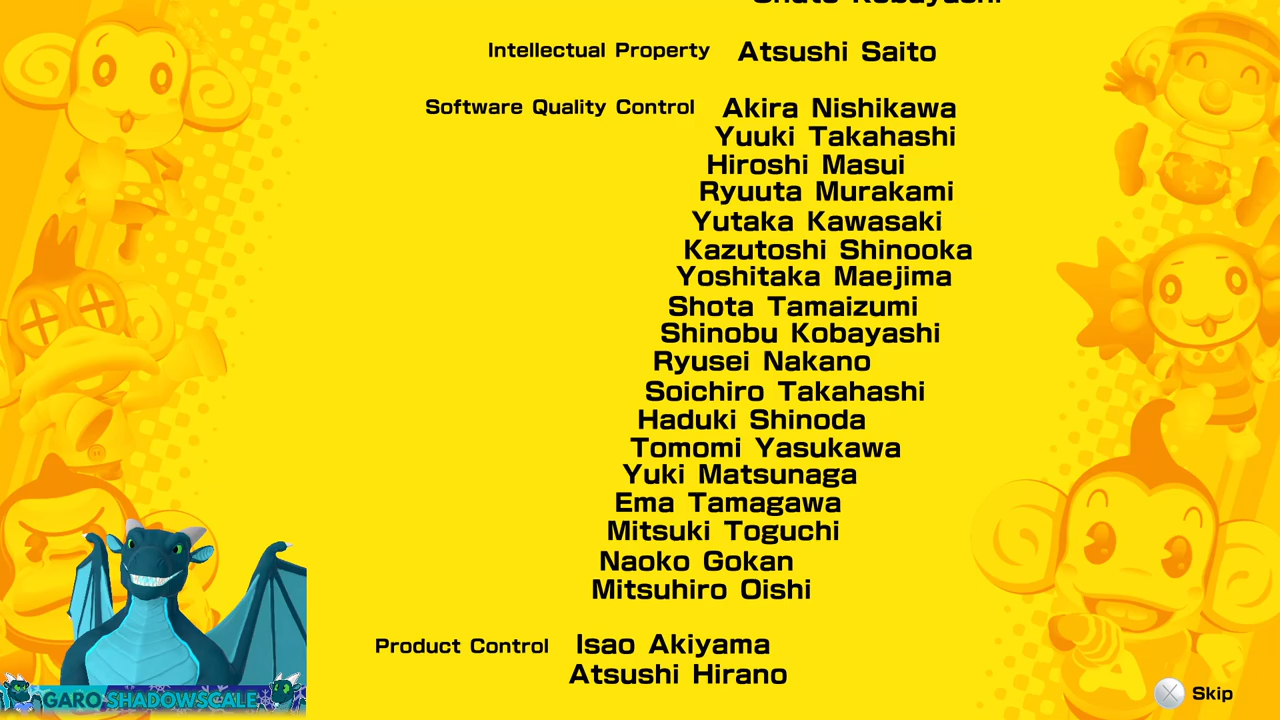 Shuto Kobayashi
Intellectual Property Atsushi Saito
Software Quality Control Akira Nishikawa
Yuuki Takahashi
Hiroshi Masui
Ryuuta Murakami
Yutaka Kawasaki
Kazutoshi Shinooka
Yoshitaka Maejima
Shota Tamaizumi
Shinobu Kobayashi
Ryusei Nakano
Soichiro Takahashi
Haduki Shinoda
Tomomi Yasukawa
Yuki Matsunaga
Ema Tamagawa
Mitsuki Toguchi
Naoko Gokan
Mitsuhiro Oishi
Product Control Isao Akiyama
Atsushi Hirano
GARO SHADOWSCALE
Skip